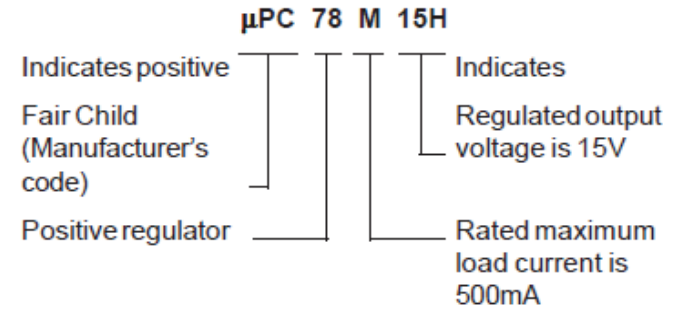 μPC 78 M 15H
Indicates positive
Fair Child
(Manufacturer's
code)
Positive regulator
Indicates
Regulated output
voltage is 15V
Rated maximum
load current is
500mA